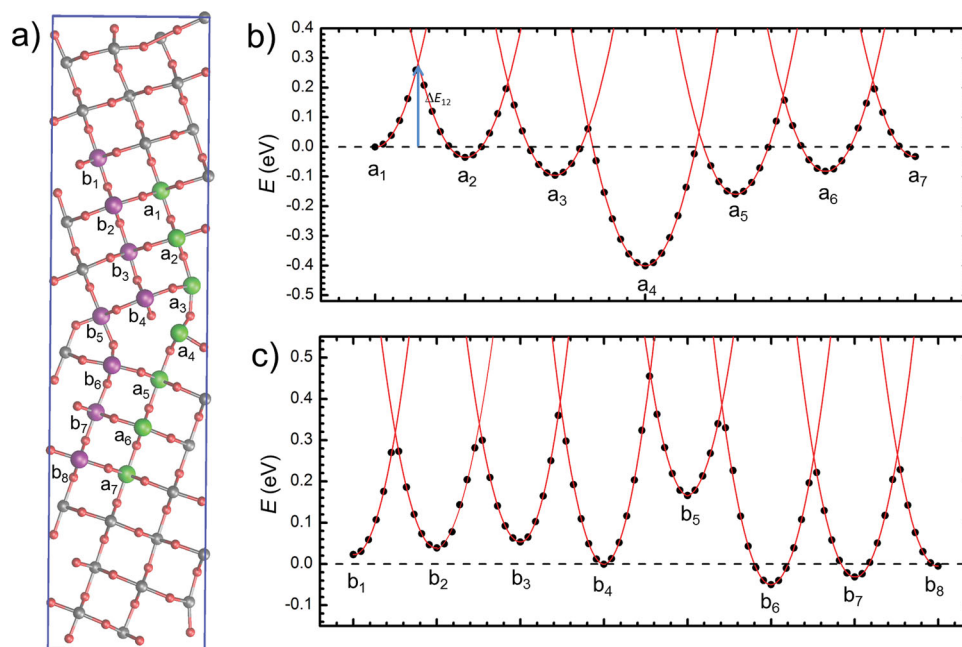 a)
b₁
b₂
a₁
b₃
a₂
b₄
a₃
b₅
a₄
b₆
a₅
b₇
a₆
b₈
a₇
b)
E (eV)
0.4
0.3
0.2
0.1
0.0
-0.1
-0.2
-0.3
-0.4
-0.5
ΔE₁₂
a₁
a₂
a₃
a₄
a₅
a₆
a₇
c)
E (eV)
0.5
0.4
0.3
0.2
0.1
0.0
-0.1
b₁
b₂
b₃
b₄
b₅
b₆
b₇
b₈